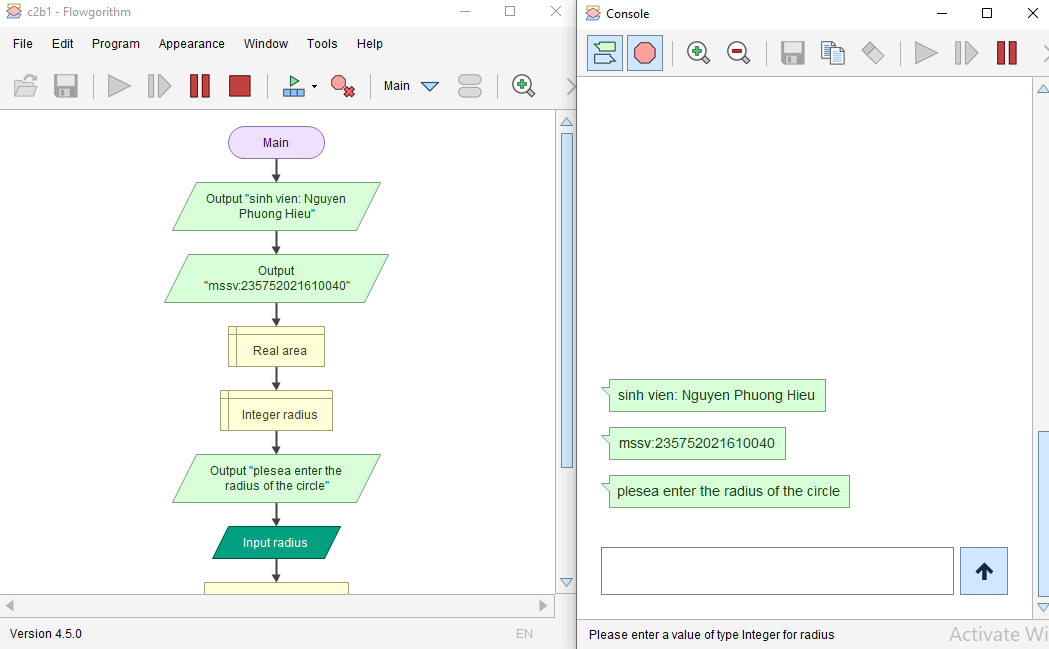 c2b1 - Flowgorithm
File Edit Program Appearance Window Tools Help
Main
Main
Output "sinh vien: Nguyen
Phuong Hieu"
Output
"mssv:235752021610040"
Real area
Integer radius
Output "plesea enter the
radius of the circle"
Input radius
Version 4.5.0
EN
Console
sinh vien: Nguyen Phuong Hieu
mssv:235752021610040
plesea enter the radius of the circle
Please enter a value of type Integer for radius
Activate Wi